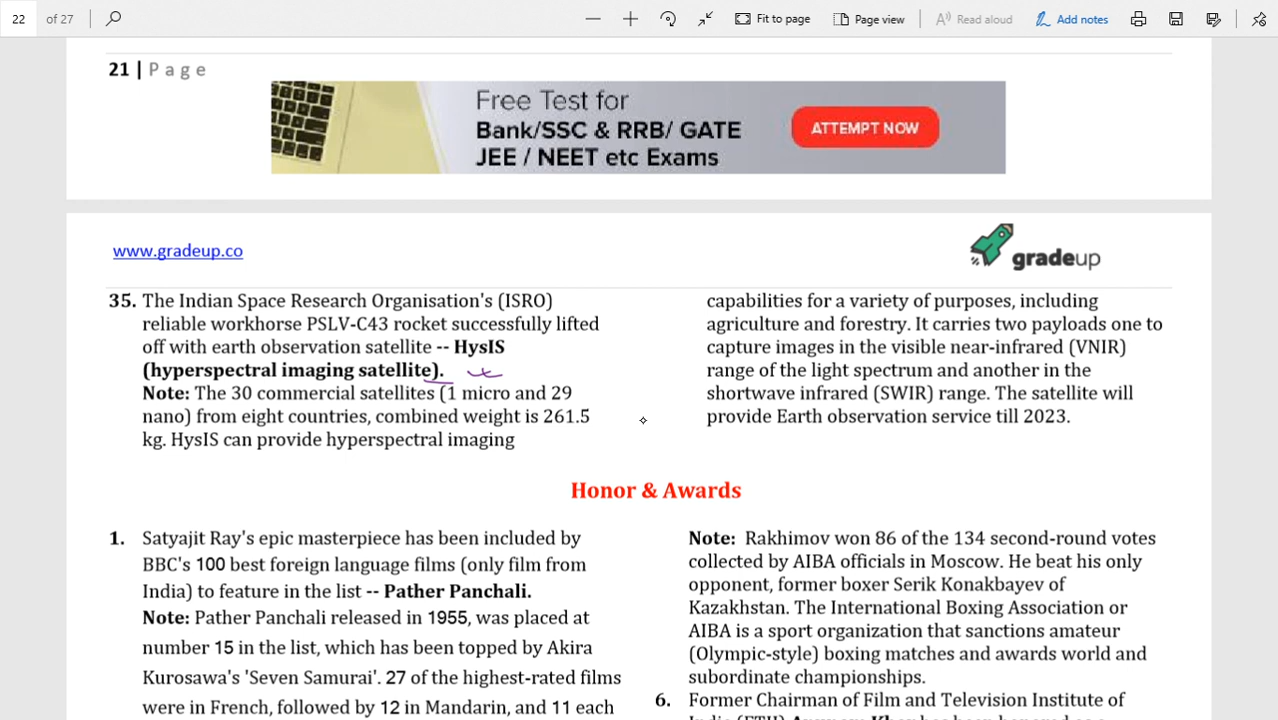 22 of 27
Fit to page
Page view
Read aloud
Add notes
21 | P a g e
Free Test for
Bank/SSC & RRB/ GATE
JEE / NEET etc Exams
ATTEMPT NOW
www.gradeup.co
gradeup
35. The Indian Space Research Organisation's (ISRO)
reliable workhorse PSLV-C43 rocket successfully lifted
off with earth observation satellite -- HysIS
(hyperspectral imaging satellite).
Note: The 30 commercial satellites (1 micro and 29
nano) from eight countries, combined weight is 261.5
kg. HysIS can provide hyperspectral imaging
capabilities for a variety of purposes, including
agriculture and forestry. It carries two payloads one to
capture images in the visible near-infrared (VNIR)
range of the light spectrum and another in the
shortwave infrared (SWIR) range. The satellite will
provide Earth observation service till 2023.
Honor & Awards
1. Satyajit Ray's epic masterpiece has been included by
BBC's 100 best foreign language films (only film from
India) to feature in the list -- Pather Panchali.
Note: Pather Panchali released in 1955, was placed at
number 15 in the list, which has been topped by Akira
Kurosawa's 'Seven Samurai'. 27 of the highest-rated films
were in French, followed by 12 in Mandarin, and 11 each
Note: Rakhimov won 86 of the 134 second-round votes
collected by AIBA officials in Moscow. He beat his only
opponent, former boxer Serik Konakbayev of
Kazakhstan. The International Boxing Association or
AIBA is a sport organization that sanctions amateur
(Olympic-style) boxing matches and awards world and
subordinate championships.
6. Former Chairman of Film and Television Institute of